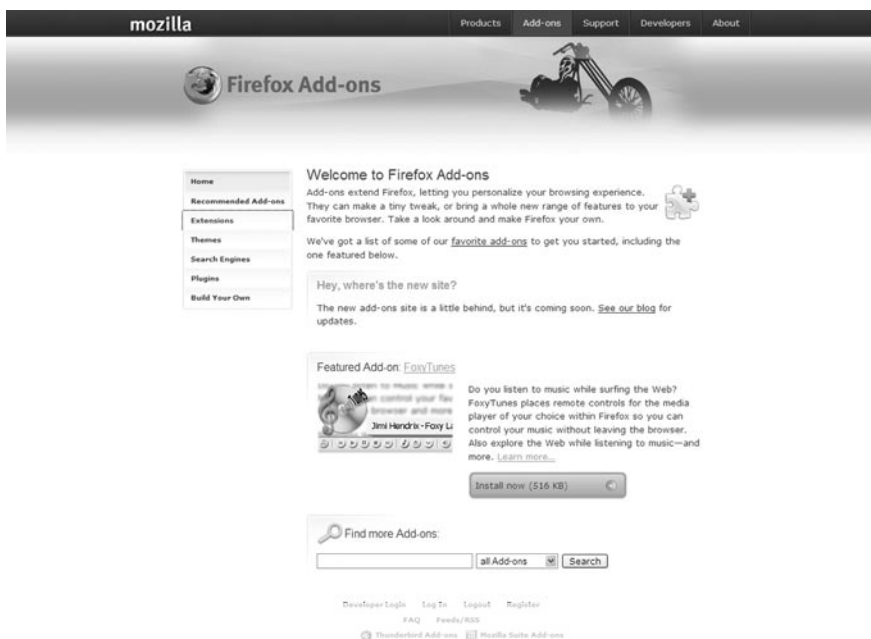 mozilla
Products Add-ons Support Developers About
Firefox Add-ons
Home
Recommended Add-ons
Extensions
Themes
Search Engines
Plugins
Build Your Own
Welcome to Firefox Add-ons
Add-ons extend Firefox, letting you personalize your browsing experience.
They can make a tiny tweak, or bring a whole new range of features to your
favorite browser. Take a look around and make Firefox your own.
We've got a list of some of our favorite add-ons to get you started, including the
one featured below.
Hey, where's the new site?
The new add-ons site is a little behind, but it's coming soon. See our blog for
updates.
Featured Add-on: FoxyTunes
control your fav
browser and more
Jimi Hendrix - Foxy La
Do you listen to music while surfing the Web?
FoxyTunes places remote controls for the media
player of your choice within Firefox so you can
control your music without leaving the browser.
Also explore the Web while listening to music—and
more. Learn more...
Install now (516 KB)
Find more Add-ons:
all Add-ons Search
Developer Login Log In Logout Register
FAQ Feeds/RSS
Thunderbird Add-ons Mozilla Suite Add-ons